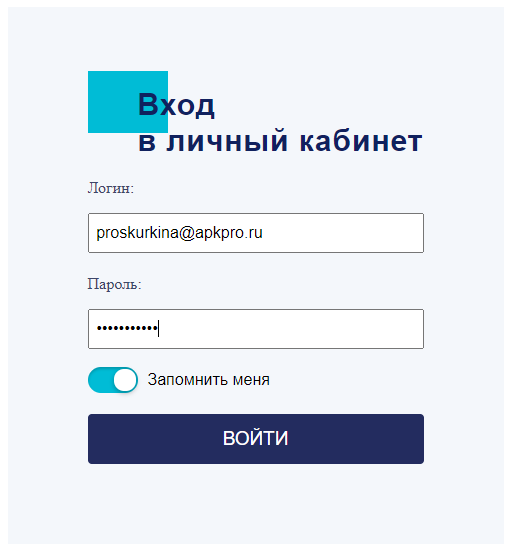 Вход
в личный кабинет
Логин:
proskurkina@apkpro.ru
Пароль:
•••••••••••
Запомнить меня
ВОЙТИ